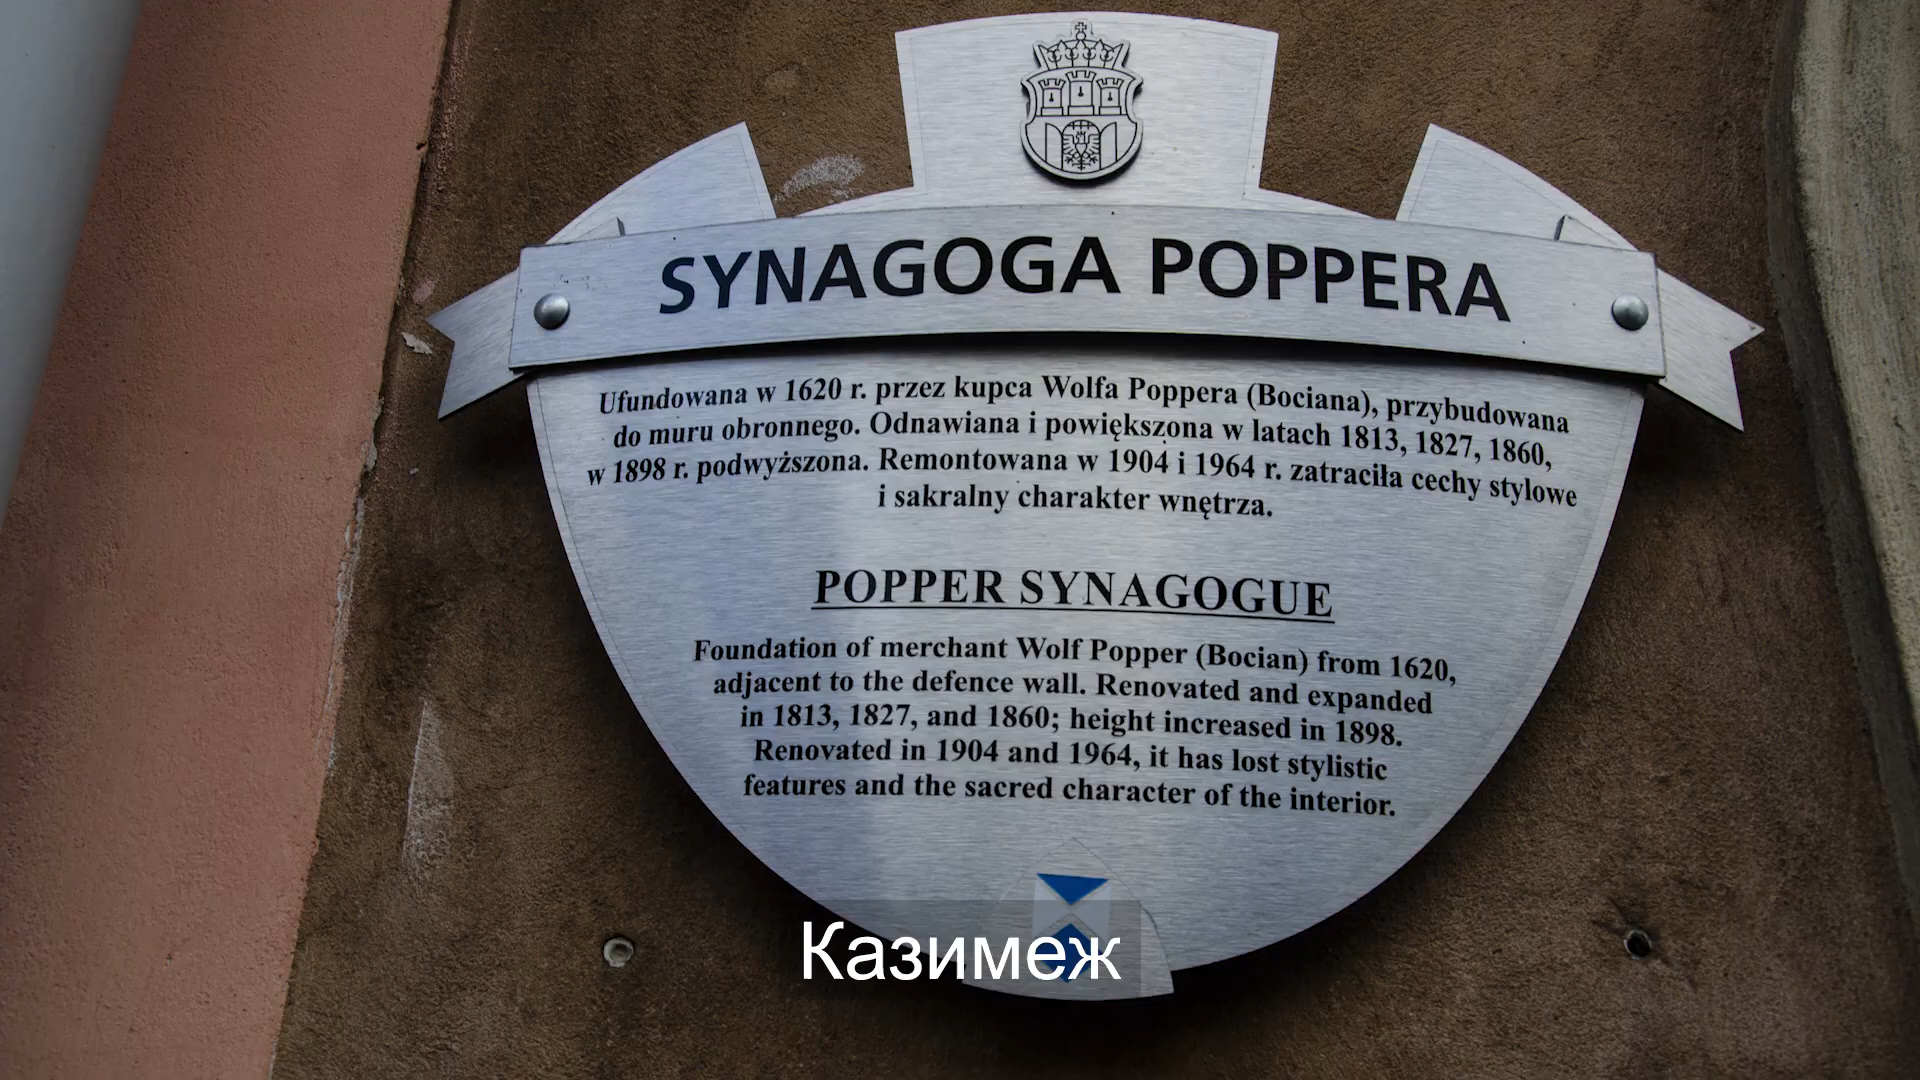 SYNAGOGA POPPERA
Ufundowana w 1620 r. przez kupca Wolfa Poppera (Bociana), przybudowana
do muru obronnego. Odnawiana i powiększona w latach 1813, 1827, 1860,
w 1898 r. podwyższona. Remontowana w 1904 i 1964 r. zatraciła cechy stylowe
i sakralny charakter wnętrza.
POPPER SYNAGOGUE
Foundation of merchant Wolf Popper (Bocian) from 1620,
adjacent to the defence wall. Renovated and expanded
in 1813, 1827, and 1860; height increased in 1898.
Renovated in 1904 and 1964, it has lost stylistic
features and the sacred character of the interior.
Казимеж